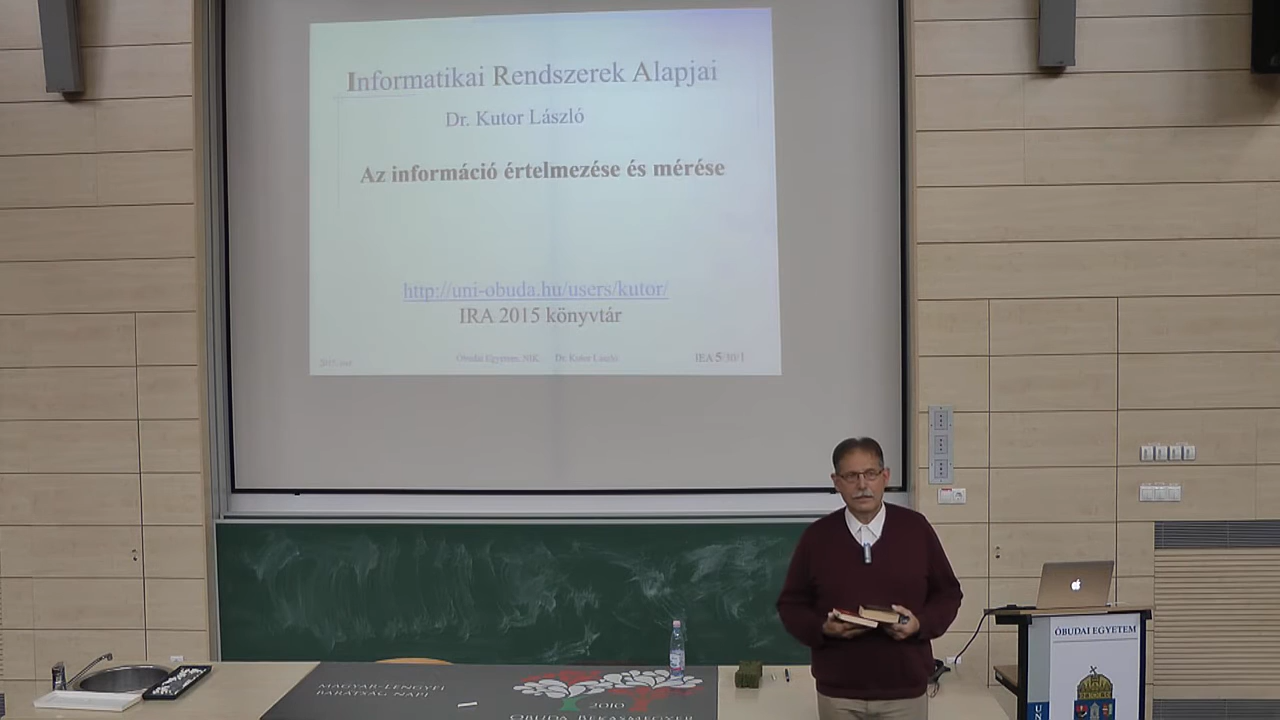 Informatikai Rendszerek Alapjai
Dr. Kutor László
Az információ értelmezése és mérése
http://uni-obuda.hu/users/kutor/
IRA 2015 könyvtár
Óbudai Egyetem, NIK Dr. Kutor László
IEA 5/30/1
ÓBUDAI EGYETEM
MAGYAR-LENGYEL
BARÁTSÁG NAPJ
2010
ÓBUDA-BÉKÁSMEGYER